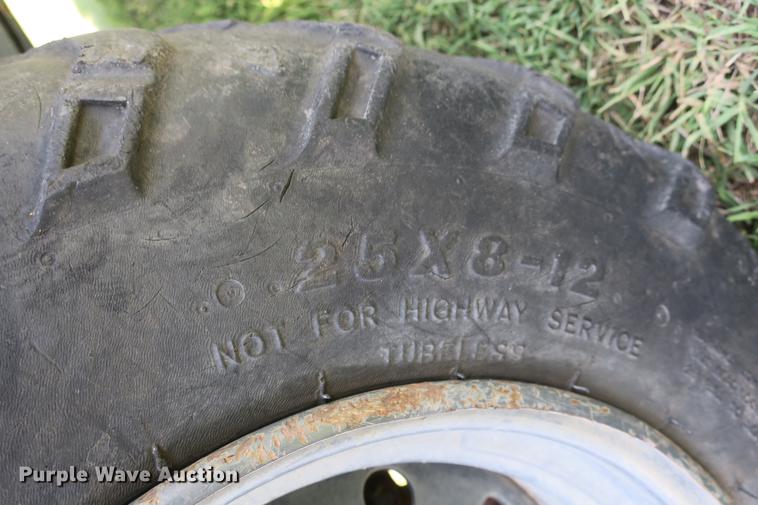 25X8-12
NOT FOR HIGHWAY SERVICE
TUBELESS
Purple Wave Auction